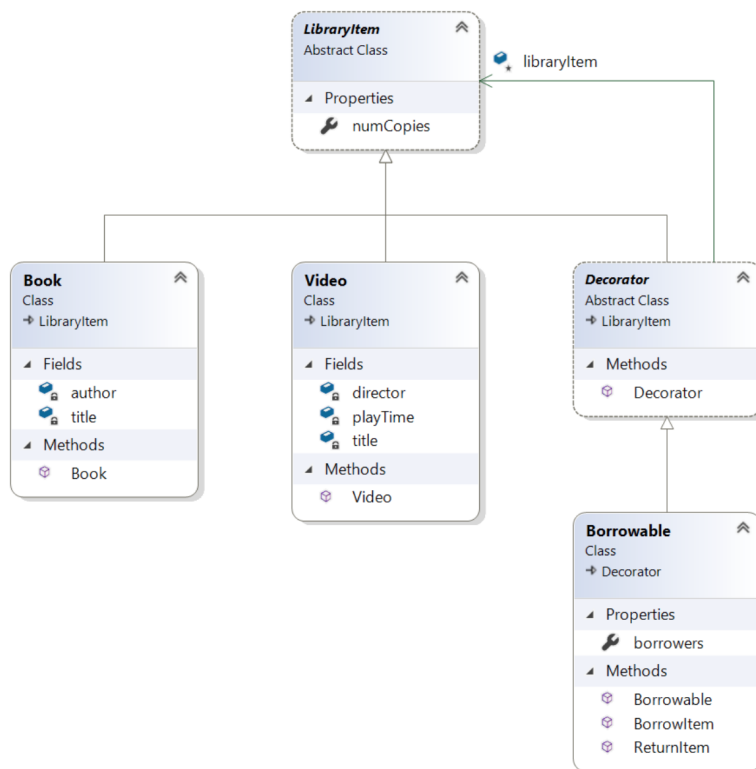 LibraryItem
Abstract Class
Properties
numCopies
libraryItem
Book
Class
LibraryItem
Fields
author
title
Methods
Book
Video
Class
LibraryItem
Fields
director
playTime
title
Methods
Video
Decorator
Abstract Class
LibraryItem
Methods
Decorator
Borrowable
Class
Decorator
Properties
borrowers
Methods
Borrowable
BorrowItem
ReturnItem